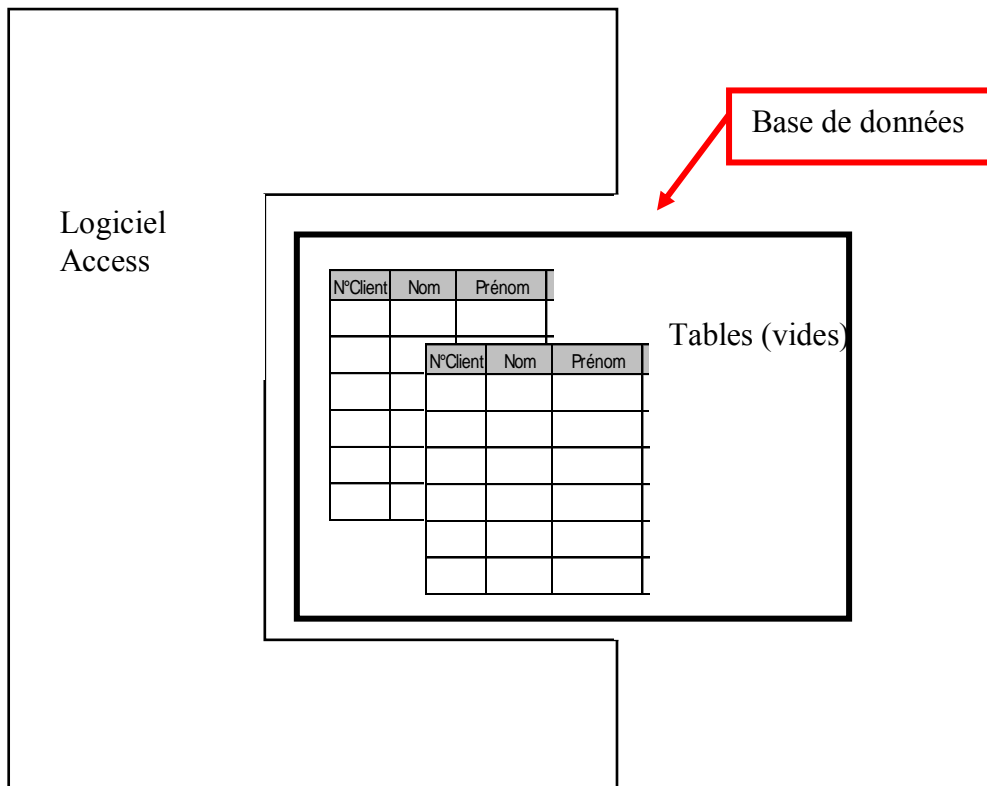 Base de données
Logiciel
Access
N°Client Nom Prénom
Tables (vides)
N°Client Nom Prénom